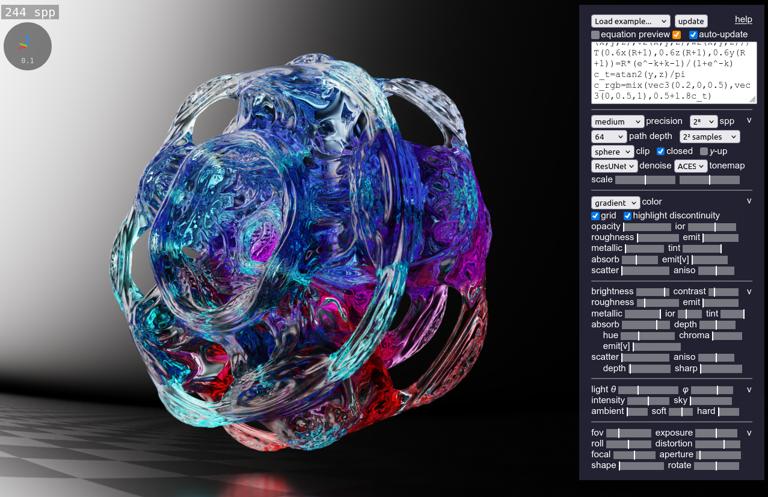 244 spp
0.1
Load example... update help
equation preview auto-update
T(0.6x(R+1),0.6z(R+1),0.6y(R
+1))=R*(e^-k+k-1)/(1+e^-k)
c_t=atan2(y,z)/pi
c_rgb=mix(vec3(0.2,0,0.5),vec
3(0,0.5,1),0.5+1.8c_t)
medium precision 2⁸ spp v
64 path depth 2² samples
sphere clip closed y-up
ResUNet denoise ACES tonemap
scale
gradient color v
grid highlight discontinuity
opacity ior
roughness emit
metallic tint
absorb emit[v]
scatter aniso
brightness contrast v
roughness emit
metallic ior tint
absorb depth
hue chroma
emit[v]
scatter aniso
depth sharp
light θ φ v
intensity sky
ambient soft hard
fov exposure v
roll distortion
focal aperture
shape rotate